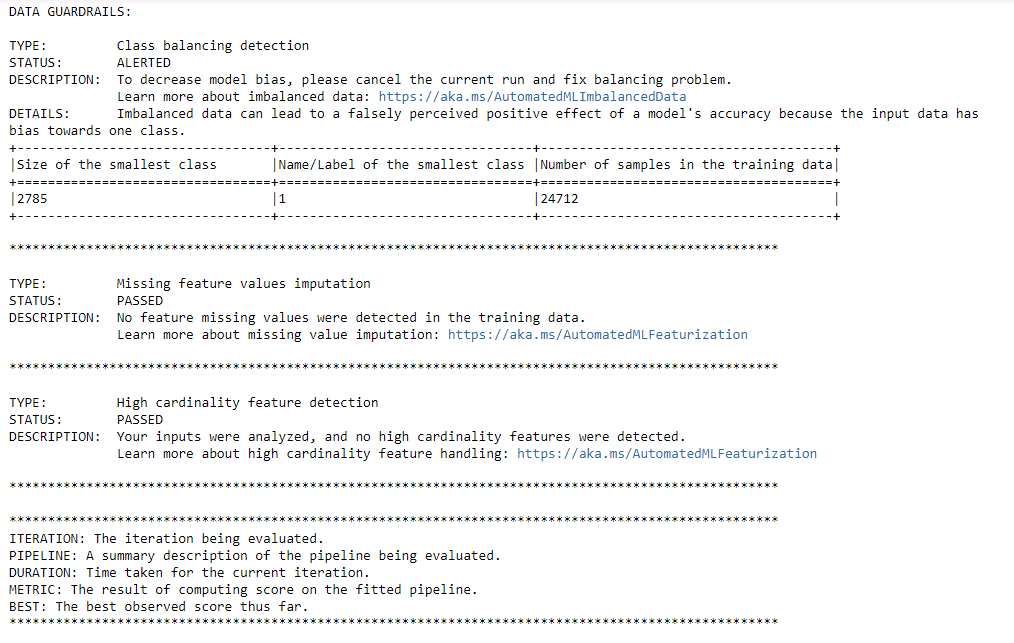 DATA GUARDRAILS:
TYPE: Class balancing detection
STATUS: ALERTED
DESCRIPTION: To decrease model bias, please cancel the current run and fix balancing problem.
Learn more about imbalanced data: https://aka.ms/AutomatedMLImbalancedData
DETAILS: Imbalanced data can lead to a falsely perceived positive effect of a model's accuracy because the input data has
bias towards one class.
+---------------------------------+---------------------------------+--------------------------------------+
|Size of the smallest class |Name/Label of the smallest class |Number of samples in the training data|
+=================================+=================================+======================================+
|2785 |1 |24712 |
+---------------------------------+---------------------------------+--------------------------------------+
****************************************************************************************************
TYPE: Missing feature values imputation
STATUS: PASSED
DESCRIPTION: No feature missing values were detected in the training data.
Learn more about missing value imputation: https://aka.ms/AutomatedMLFeaturization
****************************************************************************************************
TYPE: High cardinality feature detection
STATUS: PASSED
DESCRIPTION: Your inputs were analyzed, and no high cardinality features were detected.
Learn more about high cardinality feature handling: https://aka.ms/AutomatedMLFeaturization
****************************************************************************************************
****************************************************************************************************
ITERATION: The iteration being evaluated.
PIPELINE: A summary description of the pipeline being evaluated.
DURATION: Time taken for the current iteration.
METRIC: The result of computing score on the fitted pipeline.
BEST: The best observed score thus far.
****************************************************************************************************